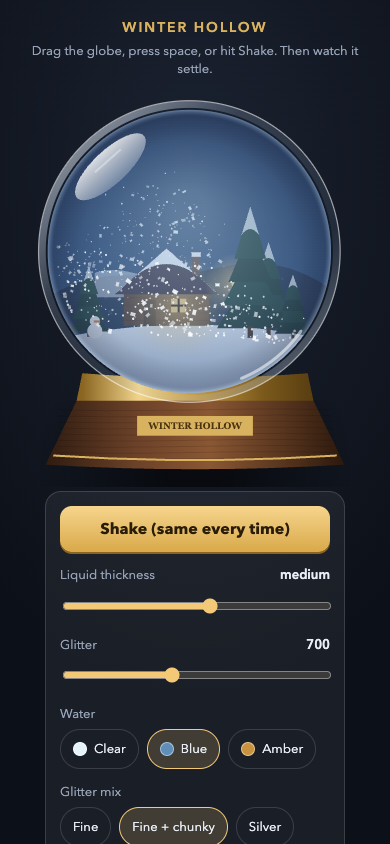 WINTER HOLLOW
Drag the globe, press space, or hit Shake. Then watch it
settle.
WINTER HOLLOW
Shake (same every time)
Liquid thickness medium
Glitter 700
Water
Clear Blue Amber
Glitter mix
Fine Fine + chunky Silver